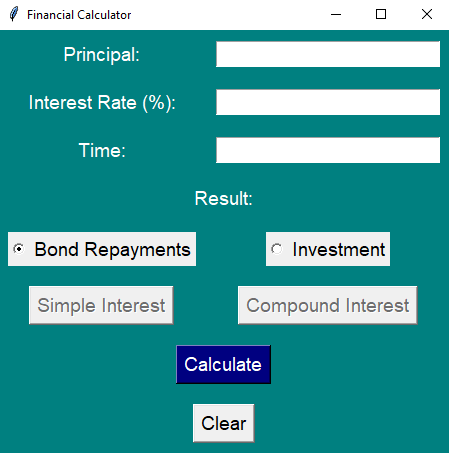 Financial Calculator
Principal:
Interest Rate (%):
Time:
Result:
Bond Repayments Investment
Simple Interest Compound Interest
Calculate
Clear